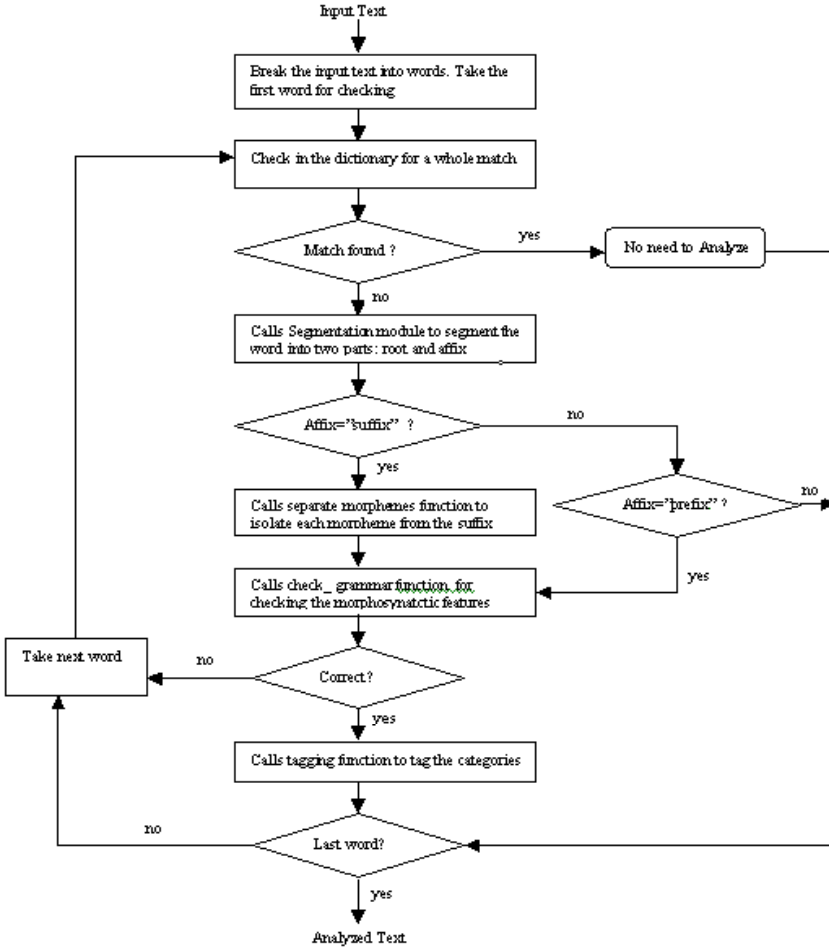 Input Text
Break the input text into words. Take the
first word for checking
Check in the dictionary for a whole match
Match found ?
yes
No need to Analyze
no
Calls Segmentation module to segment the
word into two parts: root and affix
Affix="suffix" ?
no
yes
Calls separate morphemes function to
isolate each morpheme from the suffix
Affix="prefix" ?
no
yes
Calls check_ grammar function for
checking the morphosynatctic features
Take next word
no
Correct?
yes
Calls tagging function to tag the categories
no
Last word?
yes
Analyzed Text